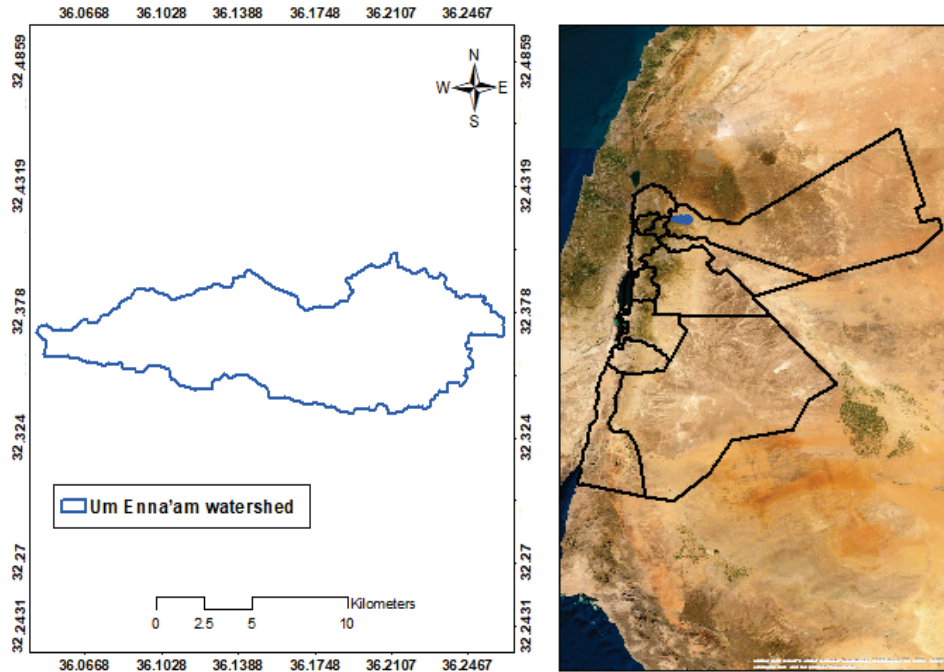 36.0668 36.1028 36.1388 36.1748 36.2107 36.2467
32.4859
32.4859
N
W E
S
32.4319
32.4319
32.378
32.378
32.324
32.324
Um Enna'am watershed
32.27
32.27
Kilometers
0 2.5 5 10
32.2431
32.2431
36.0668 36.1028 36.1388 36.1748 36.2107 36.2467